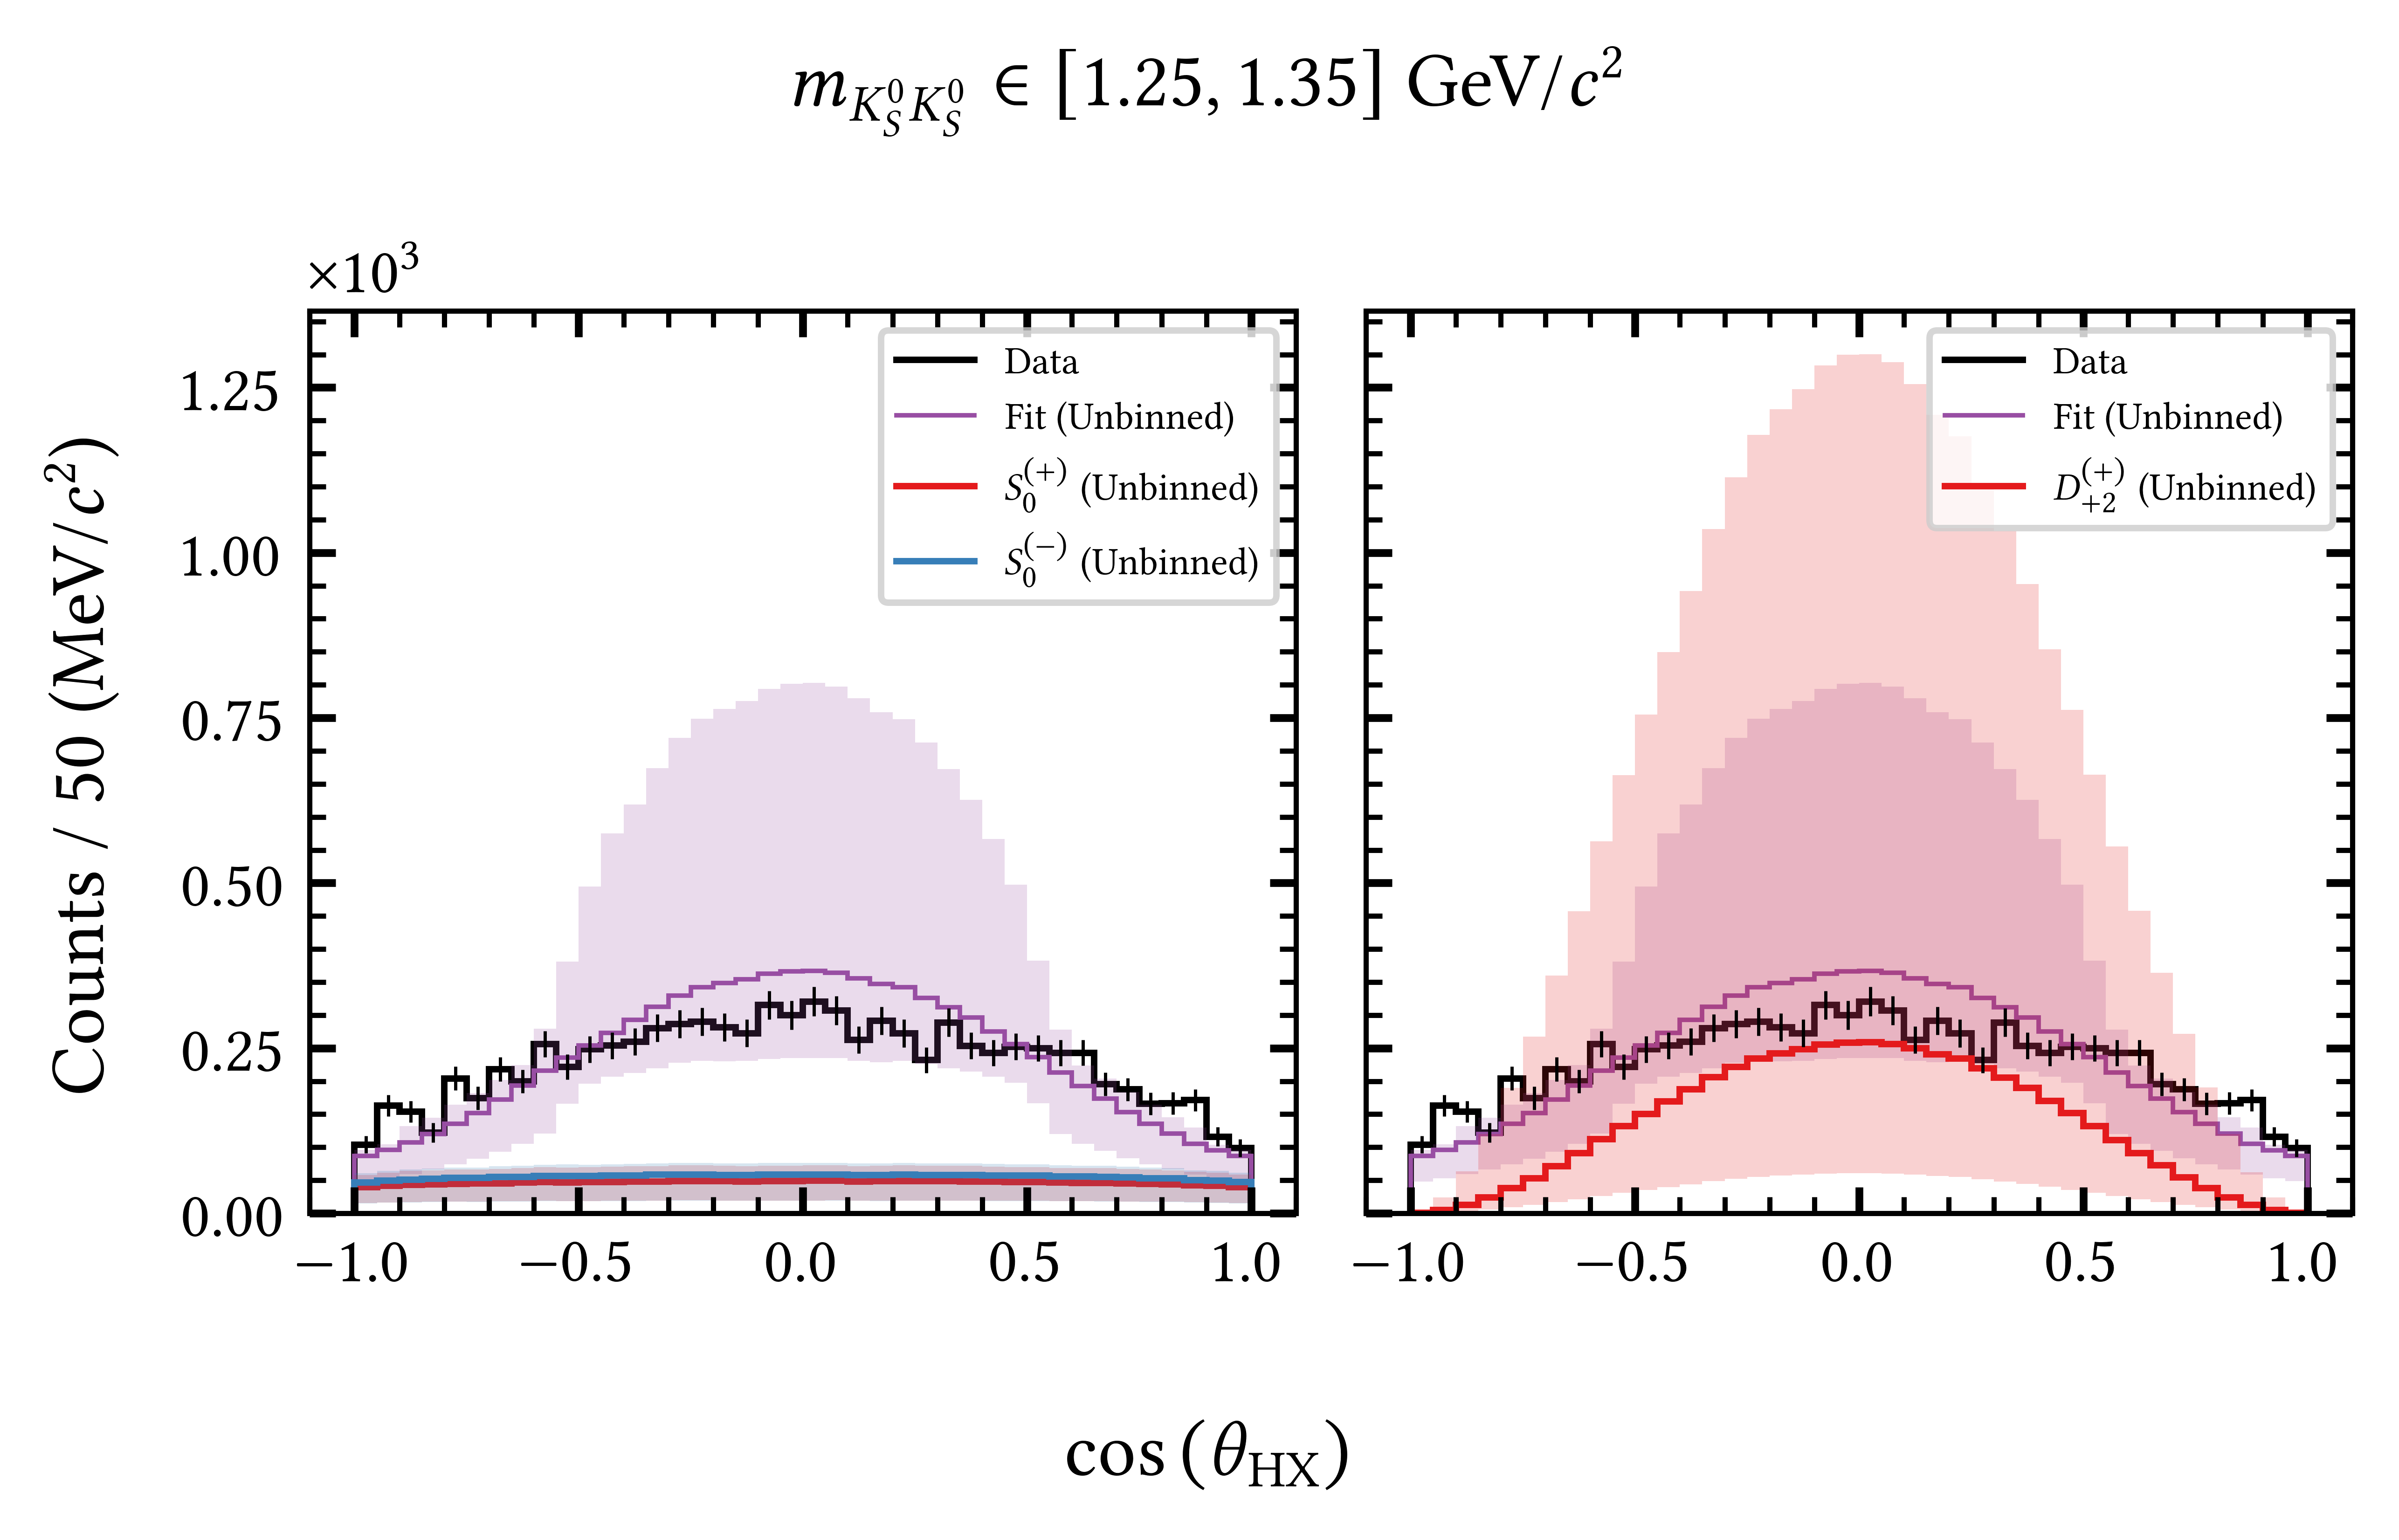 m_{K_S^0 K_S^0} ∈ [1.25, 1.35] GeV/c²
×10³
Counts / 50 (MeV/c²)
1.25
1.00
0.75
0.50
0.25
0.00
Data
Fit (Unbinned)
S_0^{(+)} (Unbinned)
S_0^{(−)} (Unbinned)
−1.0 −0.5 0.0 0.5 1.0
Data
Fit (Unbinned)
D_{+2}^{(+)} (Unbinned)
−1.0 −0.5 0.0 0.5 1.0
cos (θ_{HX})